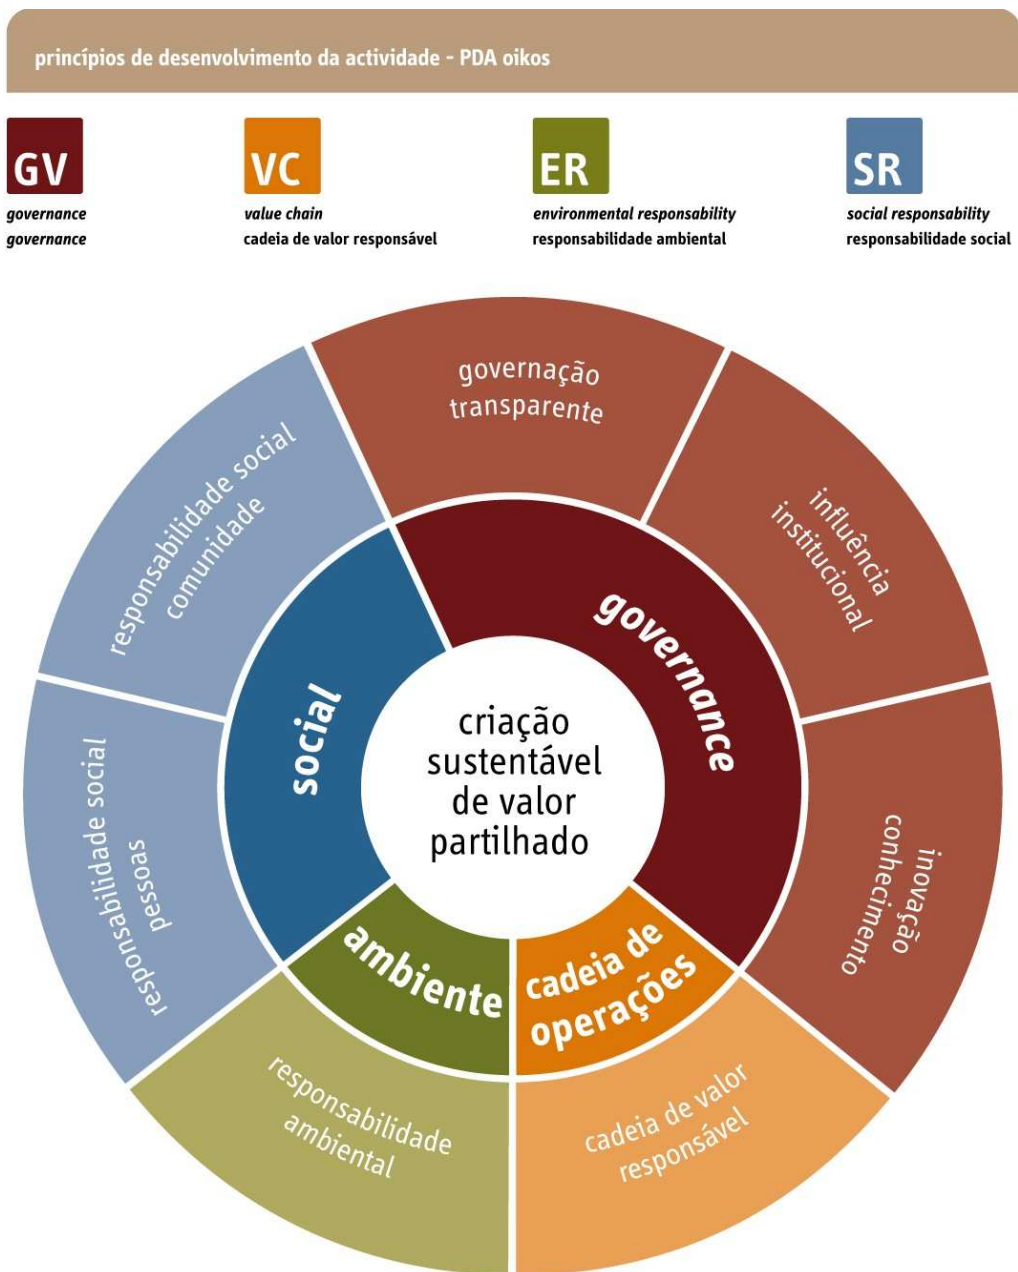 princípios de desenvolvimento da actividade - PDA oikos
GV
governance
governance
VC
value chain
cadeia de valor responsável
ER
environmental responsability
responsabilidade ambiental
SR
social responsability
responsabilidade social
governação
transparente
influência
institucional
inovação
conhecimento
cadeia de valor
responsável
responsabilidade
ambiental
responsabilidade social
pessoas
responsabilidade social
comunidade
governance
cadeia de
operações
ambiente
social
criação
sustentável
de valor
partilhado